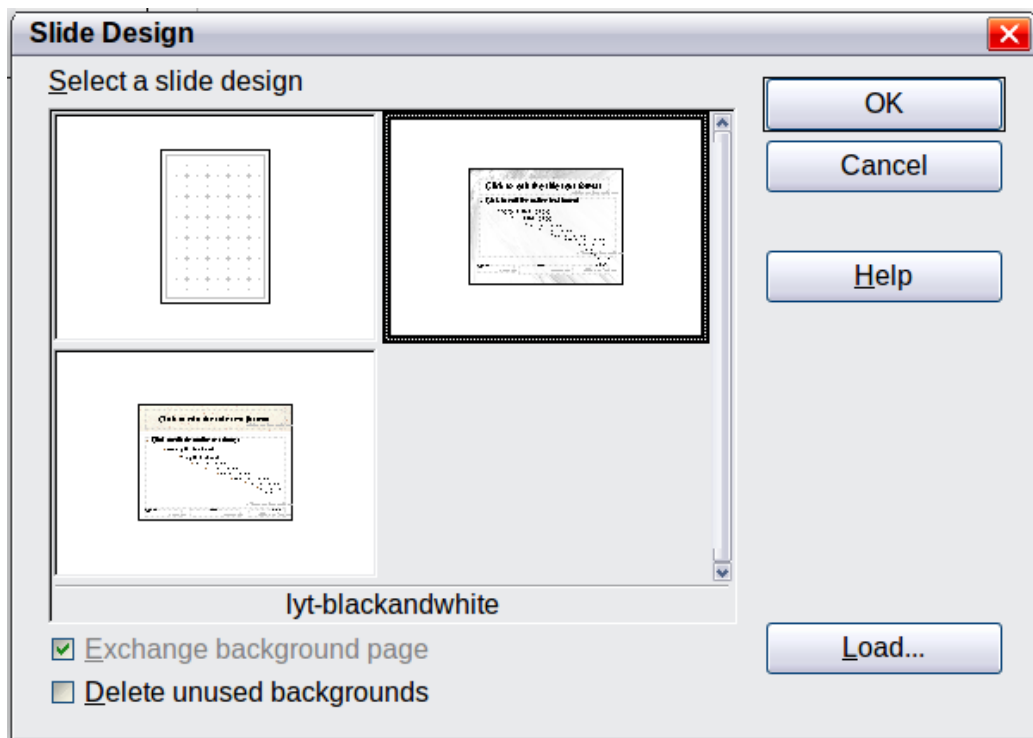 Slide Design
Select a slide design
OK
Cancel
Help
lyt-blackandwhite
Exchange background page
Delete unused backgrounds
Load...